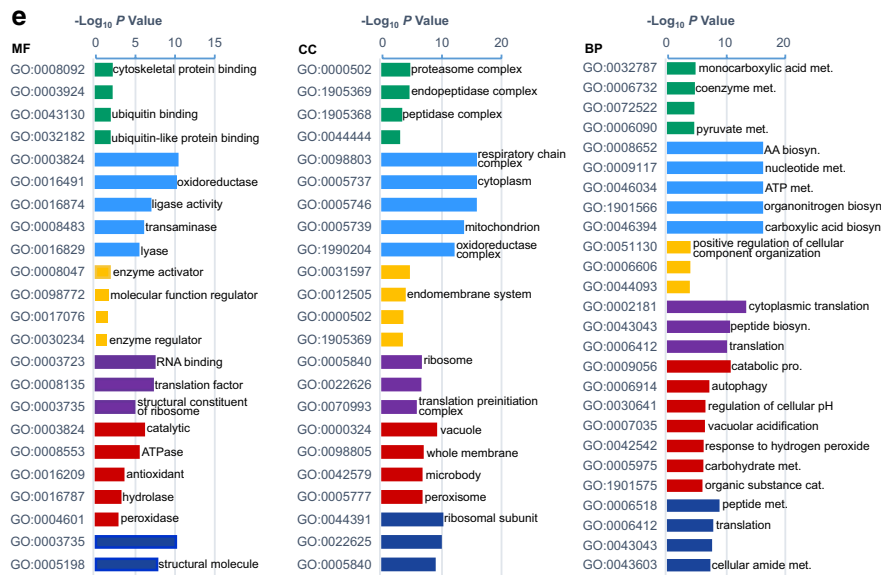 e
-Log10 P Value
MF
0 5 10 15
GO:0008092 cytoskeletal protein binding
GO:0003924
GO:0043130 ubiquitin binding
GO:0032182 ubiquitin-like protein binding
GO:0003824
GO:0016491 oxidoreductase
GO:0016874 ligase activity
GO:0008483 transaminase
GO:0016829 lyase
GO:0008047 enzyme activator
GO:0098772 molecular function regulator
GO:0017076
GO:0030234 enzyme regulator
GO:0003723 RNA binding
GO:0008135 translation factor
GO:0003735 structural constituent
of ribosome
GO:0003824 catalytic
GO:0008553 ATPase
GO:0016209 antioxidant
GO:0016787 hydrolase
GO:0004601 peroxidase
GO:0003735
GO:0005198 structural molecule
-Log10 P Value
CC
0 10 20
GO:0000502 proteasome complex
GO:1905369 endopeptidase complex
GO:1905368 peptidase complex
GO:0044444
GO:0098803 respiratory chain
complex
GO:0005737 cytoplasm
GO:0005746
GO:0005739 mitochondrion
GO:1990204 oxidoreductase
complex
GO:0031597
GO:0012505 endomembrane system
GO:0000502
GO:1905369
GO:0005840 ribosome
GO:0022626
GO:0070993 translation preinitiation
complex
GO:0000324 vacuole
GO:0098805 whole membrane
GO:0042579 microbody
GO:0005777 peroxisome
GO:0044391 ribosomal subunit
GO:0022625
GO:0005840
-Log10 P Value
BP
0 10 20
GO:0032787 monocarboxylic acid met.
GO:0006732 coenzyme met.
GO:0072522
GO:0006090 pyruvate met.
GO:0008652 AA biosyn.
GO:0009117 nucleotide met.
GO:0046034 ATP met.
GO:1901566 organonitrogen biosyn
GO:0046394 carboxylic acid biosyn
GO:0051130 positive regulation of cellular
component organization
GO:0006606
GO:0044093
GO:0002181 cytoplasmic translation
GO:0043043 peptide biosyn.
GO:0006412 translation
GO:0009056 catabolic pro.
GO:0006914 autophagy
GO:0030641 regulation of cellular pH
GO:0007035 vacuolar acidification
GO:0042542 response to hydrogen peroxide
GO:0005975 carbohydrate met.
GO:1901575 organic substance cat.
GO:0006518 peptide met.
GO:0006412 translation
GO:0043043
GO:0043603 cellular amide met.